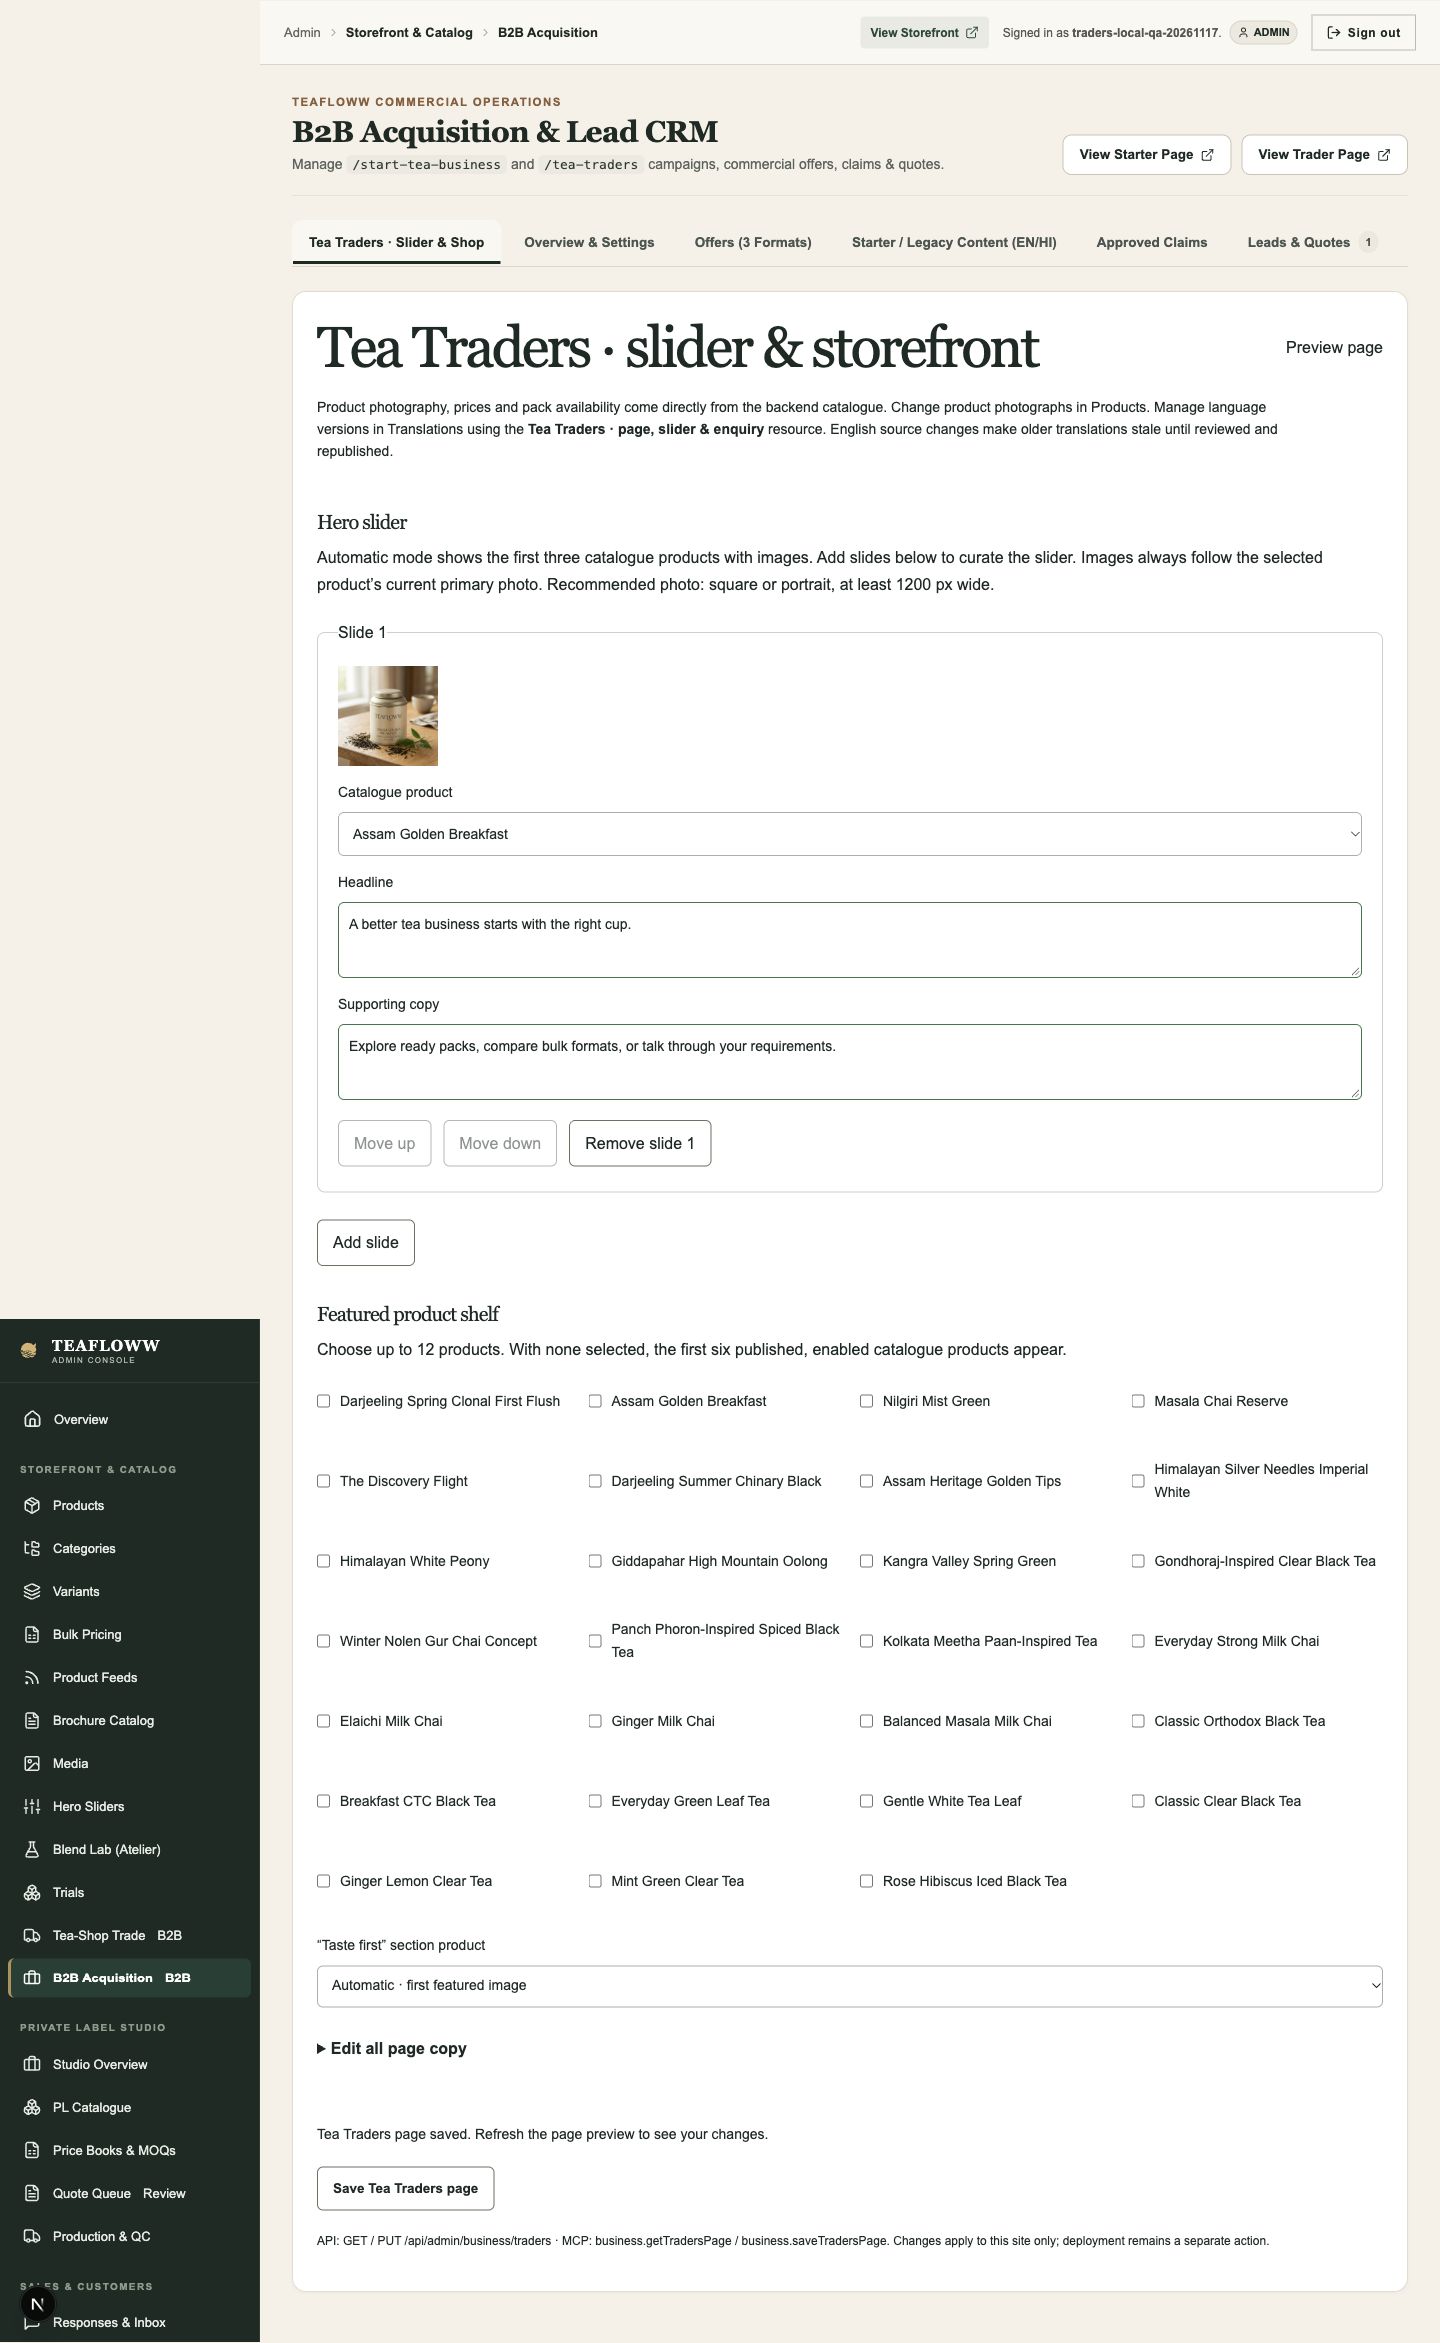 Admin > Storefront & Catalog > B2B Acquisition
View Storefront
Signed in as traders-local-qa-20261117.
ADMIN
Sign out
TEAFLOWW COMMERCIAL OPERATIONS
B2B Acquisition & Lead CRM
Manage /start-tea-business and /tea-traders campaigns, commercial offers, claims & quotes.
View Starter Page
View Trader Page
Tea Traders · Slider & Shop
Overview & Settings
Offers (3 Formats)
Starter / Legacy Content (EN/HI)
Approved Claims
Leads & Quotes 1
Tea Traders · slider & storefront
Preview page
Product photography, prices and pack availability come directly from the backend catalogue. Change product photographs in Products. Manage language
versions in Translations using the Tea Traders · page, slider & enquiry resource. English source changes make older translations stale until reviewed and
republished.
Hero slider
Automatic mode shows the first three catalogue products with images. Add slides below to curate the slider. Images always follow the selected
product’s current primary photo. Recommended photo: square or portrait, at least 1200 px wide.
Slide 1
TEAFLOWW
Catalogue product
Assam Golden Breakfast
Headline
A better tea business starts with the right cup.
Supporting copy
Explore ready packs, compare bulk formats, or talk through your requirements.
Move up
Move down
Remove slide 1
Add slide
Featured product shelf
Choose up to 12 products. With none selected, the first six published, enabled catalogue products appear.
Darjeeling Spring Clonal First Flush
Assam Golden Breakfast
Nilgiri Mist Green
Masala Chai Reserve
The Discovery Flight
Darjeeling Summer Chinary Black
Assam Heritage Golden Tips
Himalayan Silver Needles Imperial
White
Himalayan White Peony
Giddapahar High Mountain Oolong
Kangra Valley Spring Green
Gondhoraj-Inspired Clear Black Tea
Winter Nolen Gur Chai Concept
Panch Phoron-Inspired Spiced Black
Tea
Kolkata Meetha Paan-Inspired Tea
Everyday Strong Milk Chai
Elaichi Milk Chai
Ginger Milk Chai
Balanced Masala Milk Chai
Classic Orthodox Black Tea
Breakfast CTC Black Tea
Everyday Green Leaf Tea
Gentle White Tea Leaf
Classic Clear Black Tea
Ginger Lemon Clear Tea
Mint Green Clear Tea
Rose Hibiscus Iced Black Tea
“Taste first” section product
Automatic · first featured image
Edit all page copy
Tea Traders page saved. Refresh the page preview to see your changes.
Save Tea Traders page
API: GET / PUT /api/admin/business/traders · MCP: business.getTradersPage / business.saveTradersPage. Changes apply to this site only; deployment remains a separate action.
TEAFLOWW
ADMIN CONSOLE
Overview
STOREFRONT & CATALOG
Products
Categories
Variants
Bulk Pricing
Product Feeds
Brochure Catalog
Media
Hero Sliders
Blend Lab (Atelier)
Trials
Tea-Shop Trade B2B
B2B Acquisition B2B
PRIVATE LABEL STUDIO
Studio Overview
PL Catalogue
Price Books & MOQs
Quote Queue Review
Production & QC
SALES & CUSTOMERS
N
Responses & Inbox